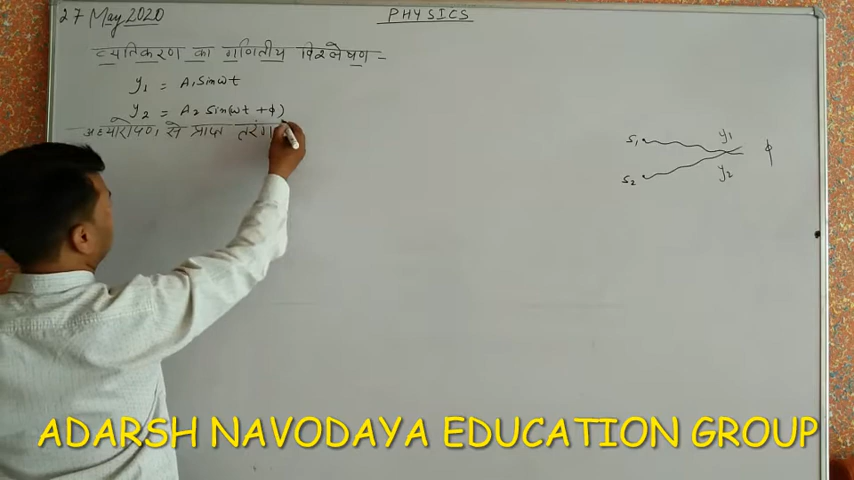 27 May 2020
PHYSICS
व्यतिकरण का गणितीय विश्लेषण -
y₁ = A₁ sinωt
y₂ = A₂ sin(ωt + ϕ)
अध्यारोपण से प्राप्त तरंग
S₁ y₁ ϕ
S₂ y₂
ADARSH NAVODAYA EDUCATION GROUP